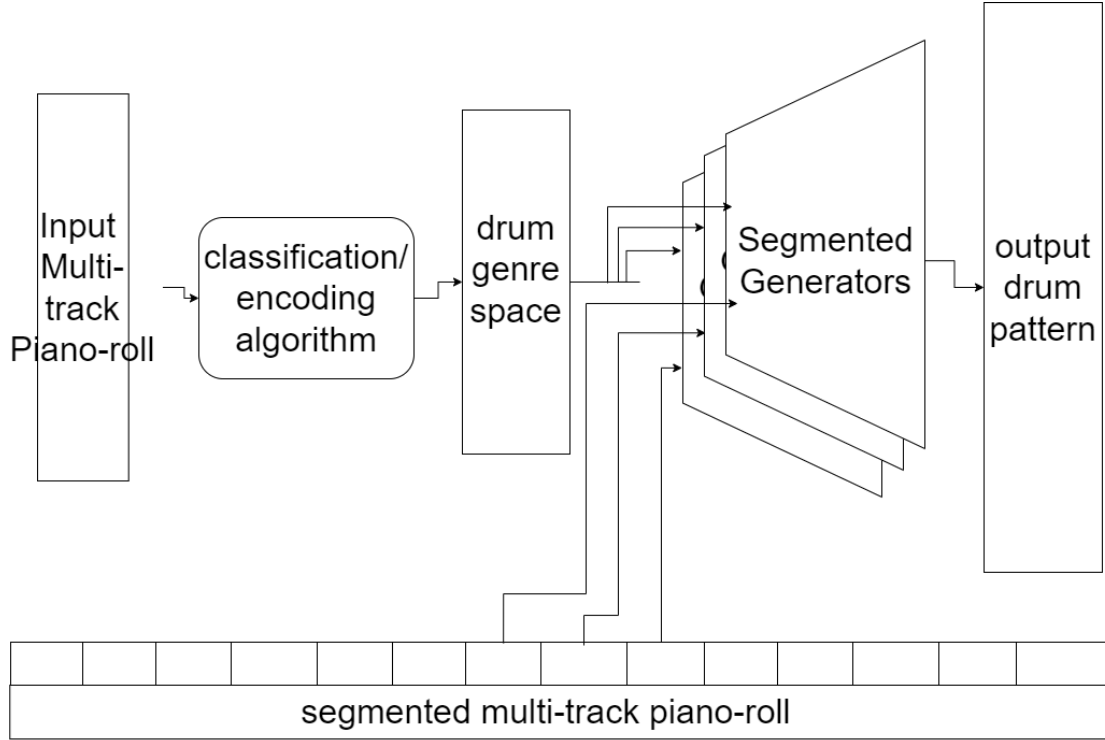 Input
Multi-
track
Piano-roll
classification/
encoding
algorithm
drum
genre
space
Segmented
Generators
output
drum
pattern
segmented multi-track piano-roll